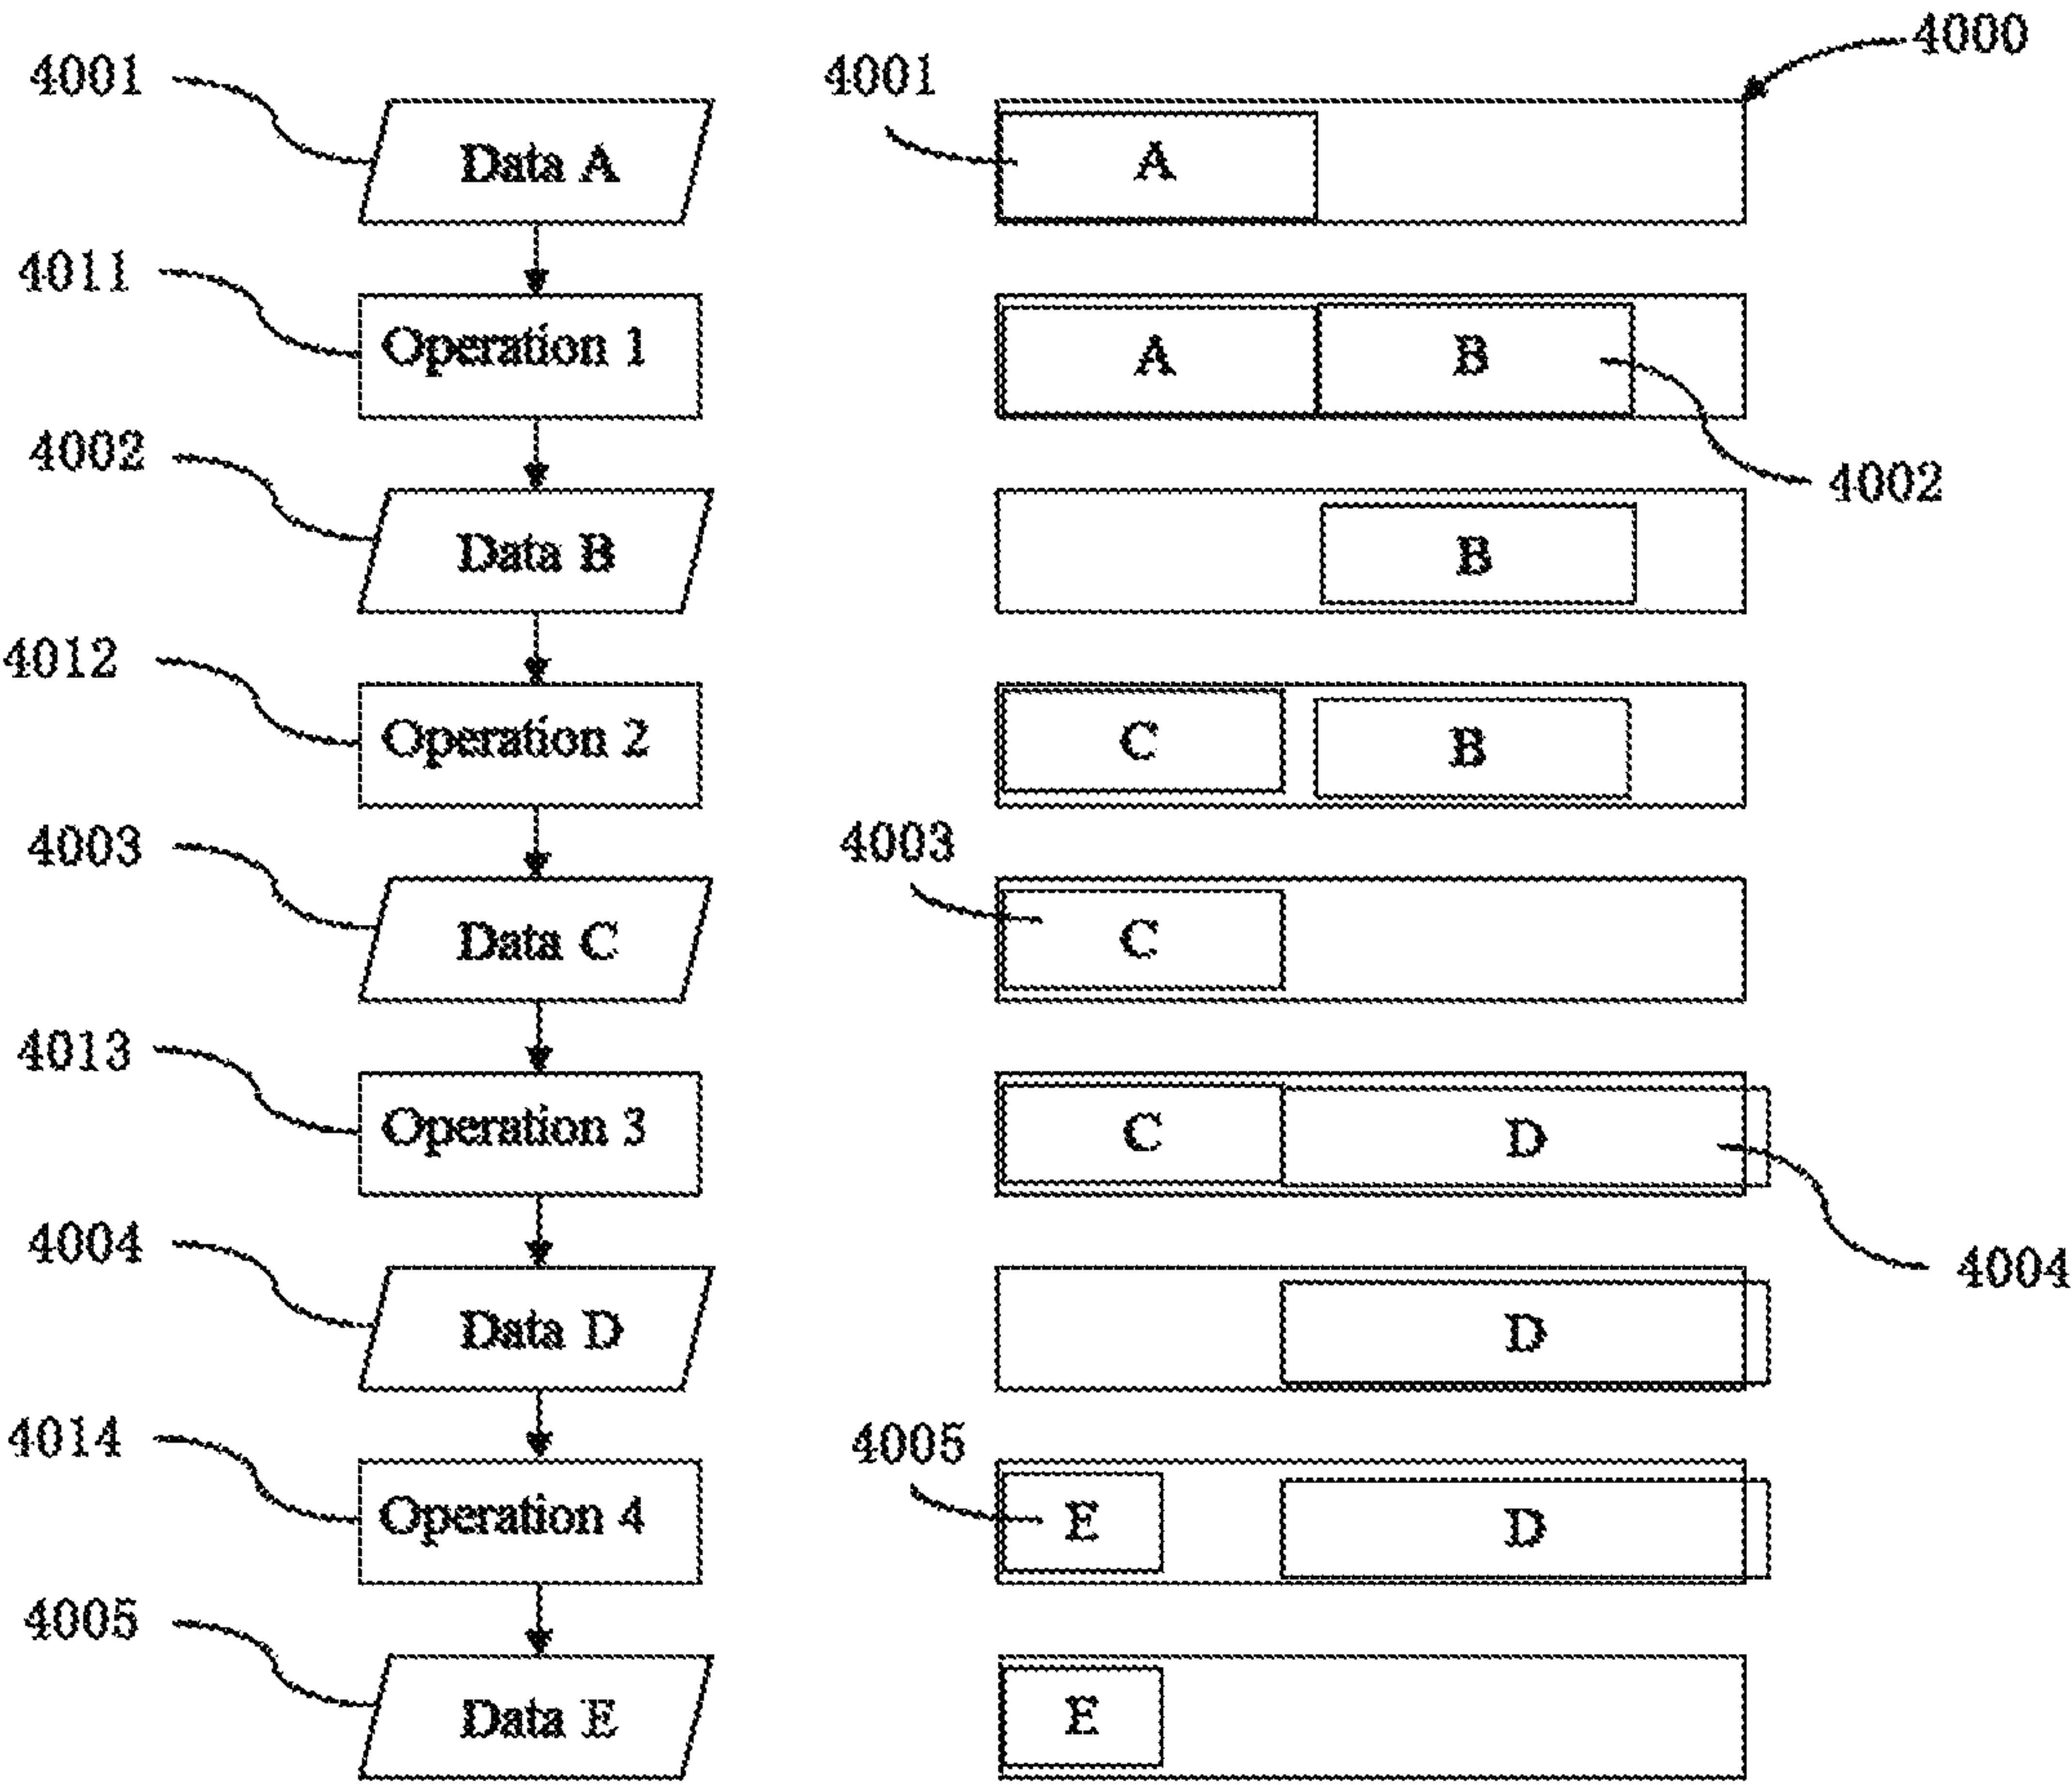 4000
4001
4001
Data A
A
4011
Operation 1
A
B
4002
4002
Data B
B
4012
Operation 2
C
B
4003
4003
Data C
C
4013
Operation 3
C
D
4004
4004
Data D
D
4014
4005
Operation 4
E
D
4005
Data E
E